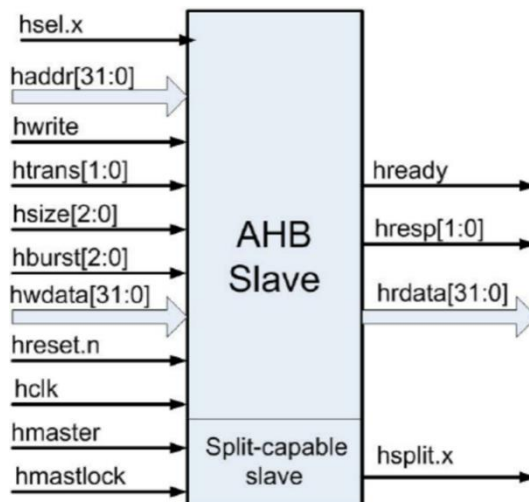 hsel.x
haddr[31:0]
hwrite
htrans[1:0]
hsize[2:0]
hburst[2:0]
hwdata[31:0]
hreset.n
hclk
hmaster
hmastlock
AHB
Slave
Split-capable
slave
hready
hresp[1:0]
hrdata[31:0]
hsplit.x